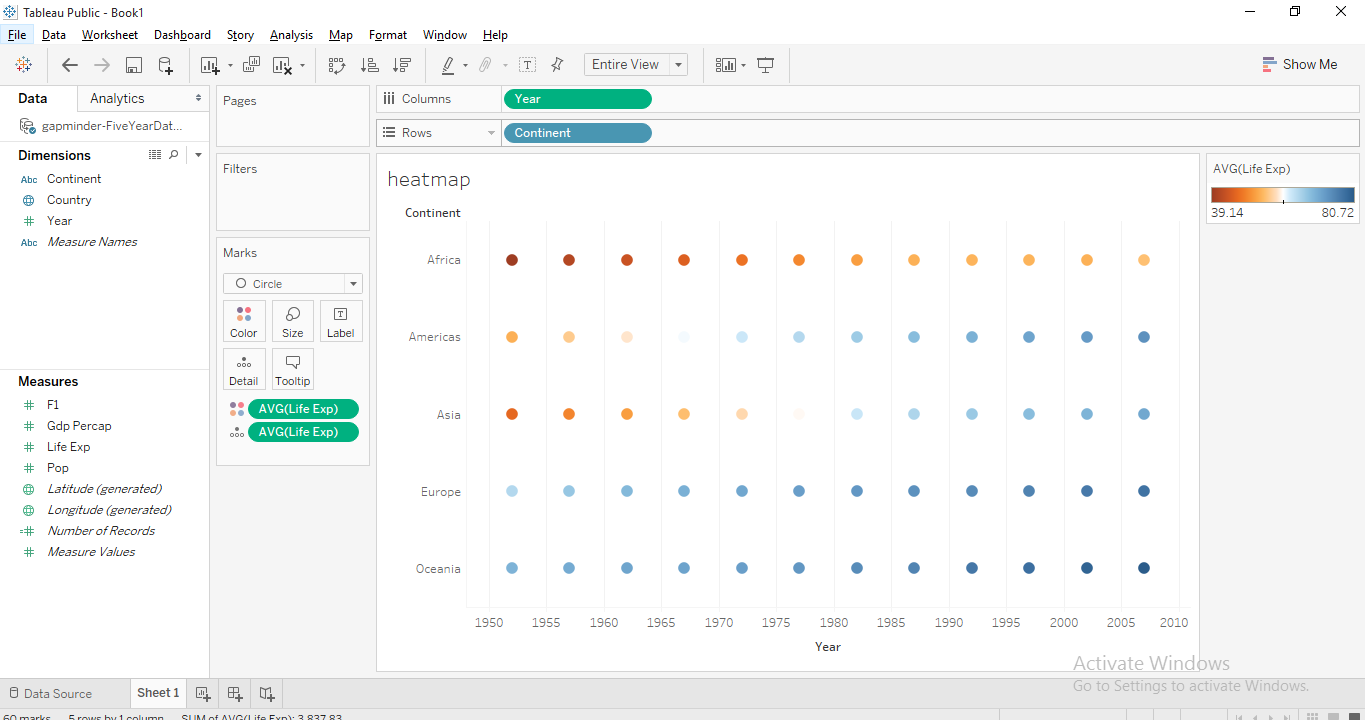 Tableau Public - Book1
File Data Worksheet Dashboard Story Analysis Map Format Window Help
Entire View
Show Me
Data Analytics
gapminder-FiveYearDat...
Dimensions
Abc Continent
Country
Year
Abc Measure Names
Measures
F1
Gdp Percap
Life Exp
Pop
Latitude (generated)
Longitude (generated)
Number of Records
Measure Values
Pages
Filters
Marks
Circle
Color Size Label
Detail Tooltip
AVG(Life Exp)
AVG(Life Exp)
Columns Year
Rows Continent
heatmap
Continent
Africa
Americas
Asia
Europe
Oceania
1950 1955 1960 1965 1970 1975 1980 1985 1990 1995 2000 2005 2010
Year
AVG(Life Exp)
39.14 80.72
Activate Windows
Go to Settings to activate Windows.
Data Source Sheet 1
60 marks 5 rows by 1 column SUM of AVG(Life Exp): 3,837.83